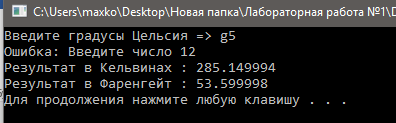 C:\Users\maxko\Desktop\Новая папка\Лабораторная работа №1\
Введите градусы Цельсия => g5
Ошибка: Введите число 12
Результат в Кельвинах : 285.149994
Результат в Фаренгейт : 53.599998
Для продолжения нажмите любую клавишу . . .